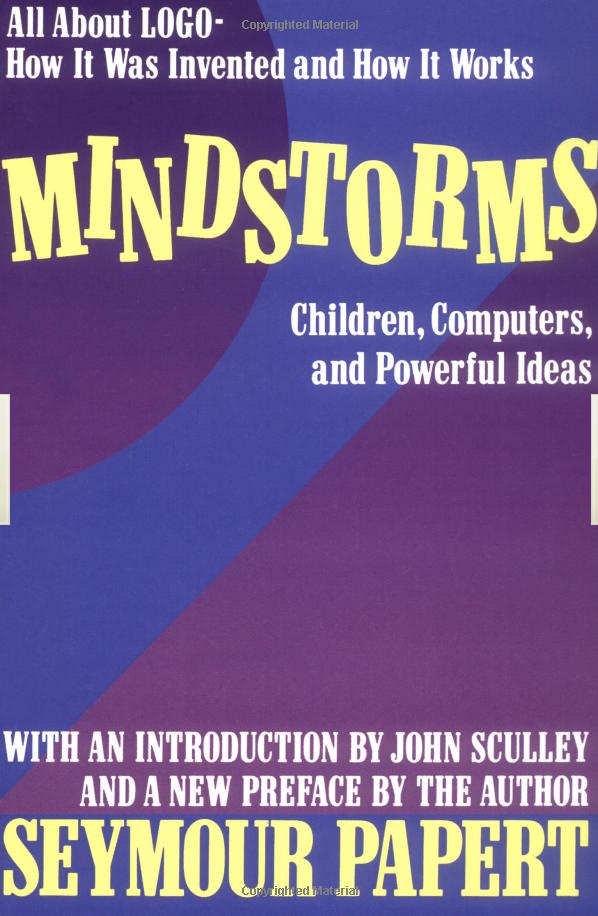 Copyrighted Material
All About LOGO-
How It Was Invented and How It Works
MINDSTORMS
Children, Computers,
and Powerful Ideas
WITH AN INTRODUCTION BY JOHN SCULLEY
AND A NEW PREFACE BY THE AUTHOR
SEYMOUR PAPERT
Copyrighted Material